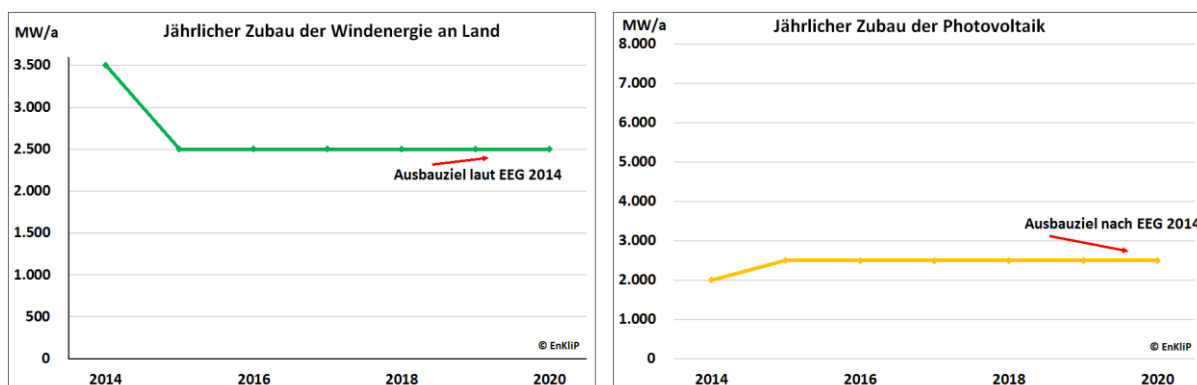 Jährlicher Zubau der Windenergie an Land
MW/a
3.500
3.000
2.500
2.000
1.500
1.000
500
0
Ausbauziel laut EEG 2014
© EnKliP
2014 2016 2018 2020
Jährlicher Zubau der Photovoltaik
MW/a
8.000
7.000
6.000
5.000
4.000
3.000
2.000
1.000
0
Ausbauziel nach EEG 2014
© EnKliP
2014 2016 2018 2020